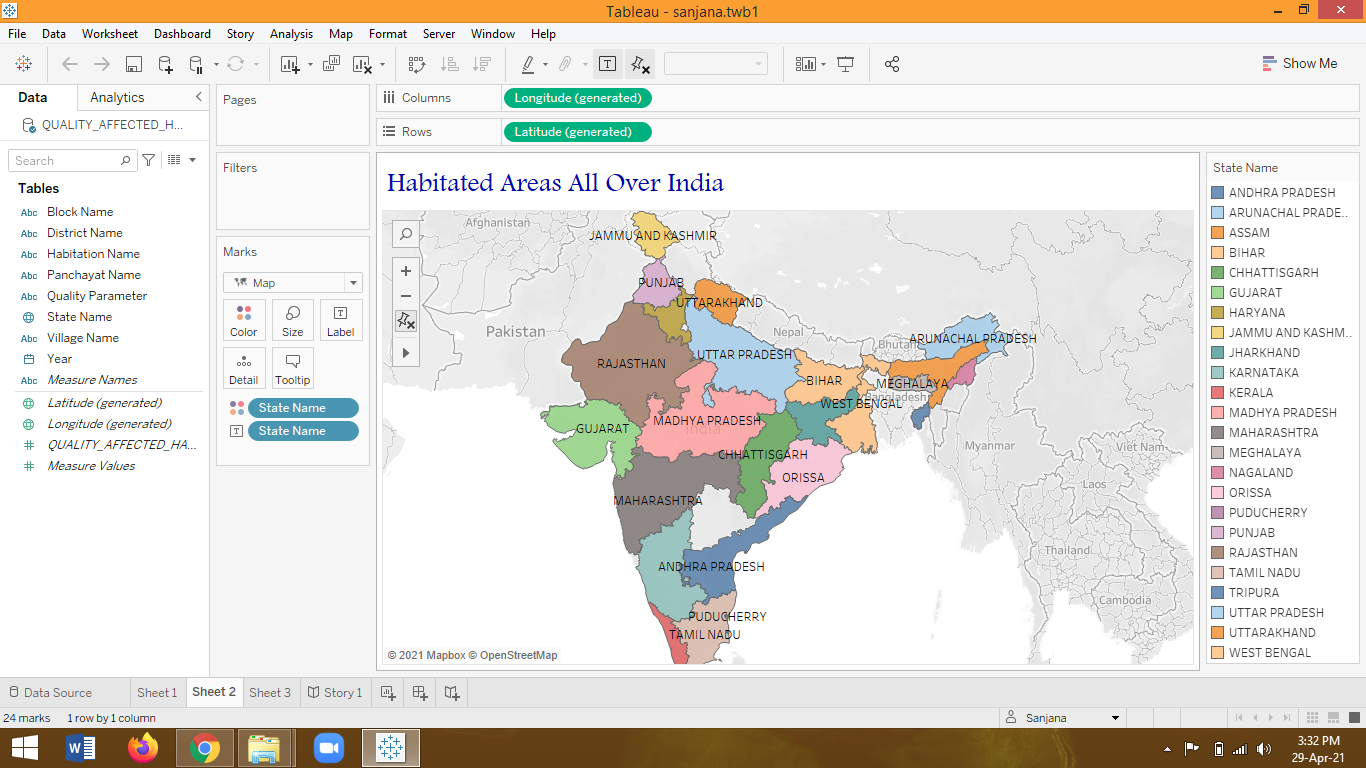 Tableau - sanjana.twb1
File Data Worksheet Dashboard Story Analysis Map Format Server Window Help
Show Me
Data Analytics
QUALITY_AFFECTED_H...
Search
Tables
Abc Block Name
Abc District Name
Abc Habitation Name
Abc Panchayat Name
Abc Quality Parameter
State Name
Abc Village Name
Year
Abc Measure Names
Latitude (generated)
Longitude (generated)
QUALITY_AFFECTED_HA...
Measure Values
Pages
Filters
Marks
Map
Color Size Label
Detail Tooltip
State Name
State Name
Columns Longitude (generated)
Rows Latitude (generated)
Habitated Areas All Over India
Afghanistan
JAMMU AND KASHMIR
PUNJAB
UTTARAKHAND
Pakistan
Nepal
Bhutan
ARUNACHAL PRADESH
RAJASTHAN
UTTAR PRADESH
BIHAR
MEGHALAYA
Bangladesh
WEST BENGAL
MADHYA PRADESH
India
GUJARAT
Myanmar
Viet Nam
CHHATTISGARH
ORISSA
Laos
MAHARASHTRA
Thailand
ANDHRA PRADESH
Cambodia
PUDUCHERRY
TAMIL NADU
© 2021 Mapbox © OpenStreetMap
State Name
ANDHRA PRADESH
ARUNACHAL PRADE..
ASSAM
BIHAR
CHHATTISGARH
GUJARAT
HARYANA
JAMMU AND KASHM..
JHARKHAND
KARNATAKA
KERALA
MADHYA PRADESH
MAHARASHTRA
MEGHALAYA
NAGALAND
ORISSA
PUDUCHERRY
PUNJAB
RAJASTHAN
TAMIL NADU
TRIPURA
UTTAR PRADESH
UTTARAKHAND
WEST BENGAL
Data Source Sheet 1 Sheet 2 Sheet 3 Story 1
24 marks 1 row by 1 column Sanjana
3:32 PM
29-Apr-21